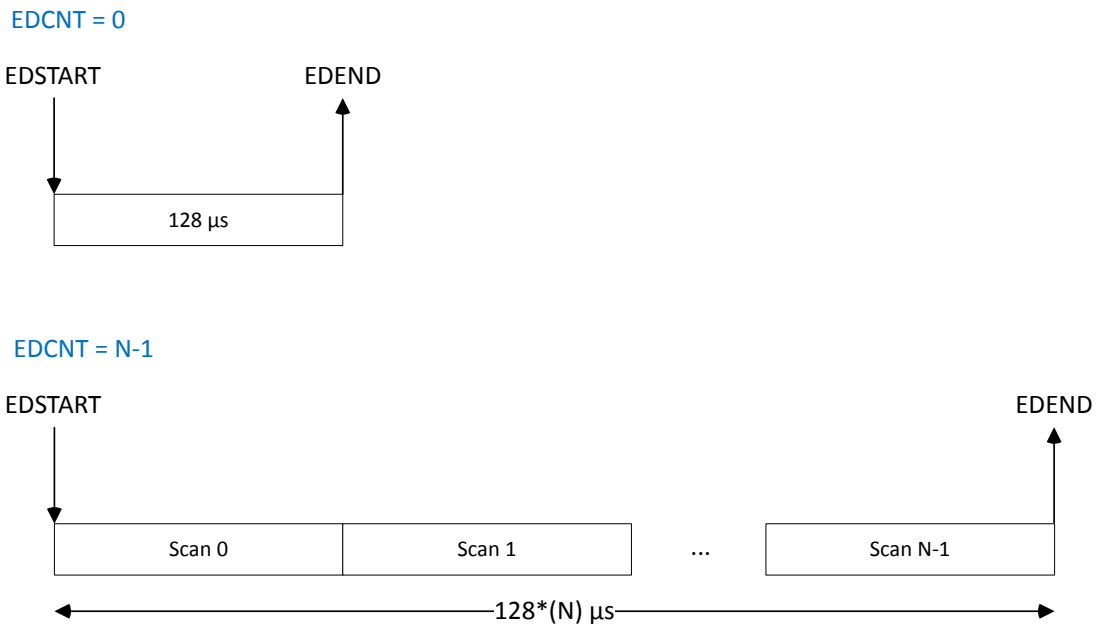 EDCNT = 0
EDSTART EDEND
128 µs
EDCNT = N-1
EDSTART EDEND
Scan 0 Scan 1 ... Scan N-1
128*(N) µs